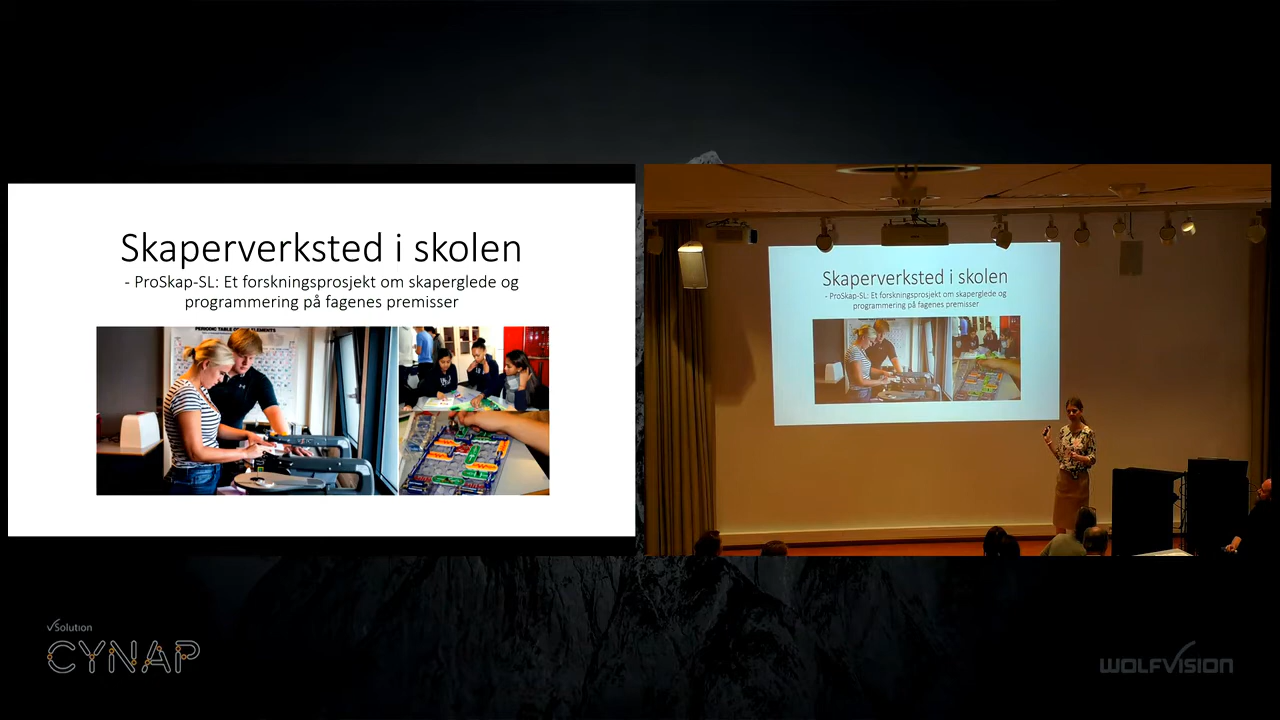 Skaperverksted i skolen
- ProSkap-SL: Et forskningsprosjekt om skaperglede og
programmering på fagenes premisser
PERIODIC TABLE OF THE ELEMENTS
Skaperverksted i skolen
- ProSkap-SL: Et forskningsprosjekt om skaperglede og
programmering på fagenes premisser
vSolution
CYNAP
WOLFVISION